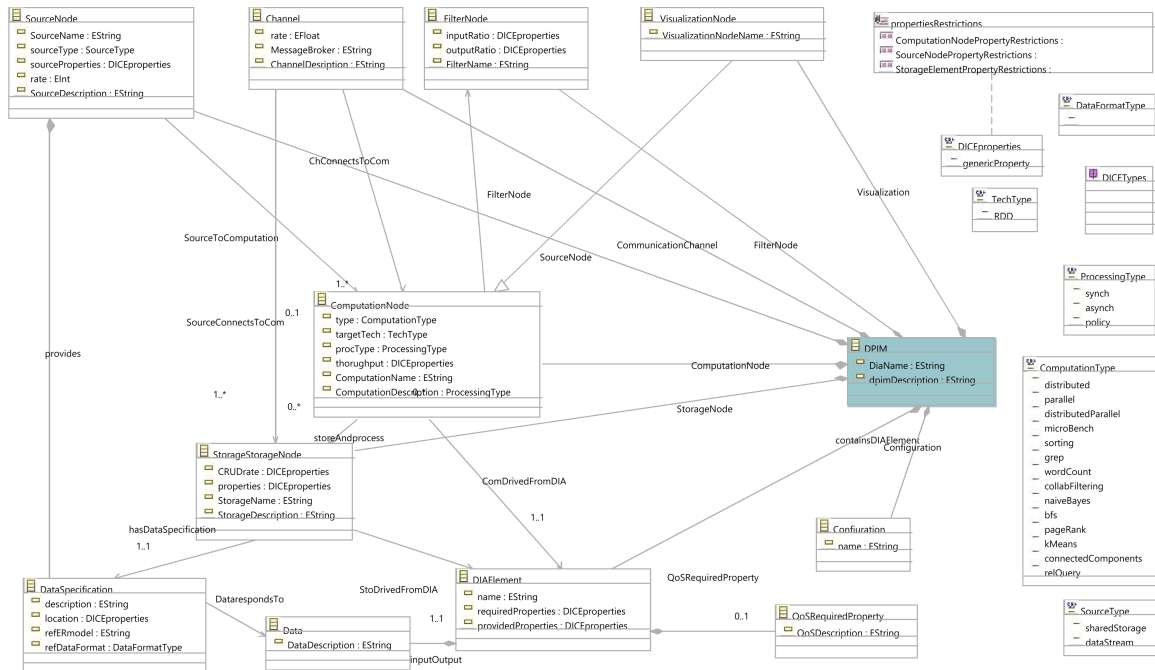 SourceNode
SourceName : EString
sourceType : SourceType
sourceProperties : DICEproperties
rate : EInt
SourceDescription : EString
Channel
rate : EFloat
MessageBroker : EString
ChannelDesription : EString
FilterNode
inputRatio : DICEproperties
outputRatio : DICEproperties
FilterName : EString
VisualizationNode
VisualizationNodeName : EString
propertiesRestrictions
ComputationNodePropertyRestrictions :
SourceNodePropertyRestrictions :
StorageElementPropertyRestrictions :
DataFormatType
DICEproperties
genericProperty
DICETypes
TechType
RDD
ChConnectsToCom
FilterNode
Visualization
SourceToComputation
CommunicationChannel
FilterNode
SourceNode
1..*
0..1
SourceConnectsToCom
provides
ComputationNode
type : ComputationType
targetTech : TechType
procType : ProcessingType
thorughput : DICEproperties
ComputationName : EString
ComputationDescription : ProcessingType
0..*
ProcessingType
synch
asynch
policy
DPIM
DiaName : EString
dpimDescription : EString
ComputationNode
StorageNode
1..*
0..*
storeAndprocess
containsDIAElement
Configuration
ComputationType
distributed
parallel
distributedParallel
microBench
sorting
grep
wordCount
collabFiltering
naiveBayes
bfs
pageRank
kMeans
connectedComponents
relQuery
StorageStorageNode
CRUDrate : DICEproperties
properties : DICEproperties
StorageName : EString
StorageDescription : EString
ComDrivedFromDIA
1..1
hasDataSpecification
1..1
Confiuration
name : EString
DataSpecification
description : EString
location : DICEproperties
refERmodel : EString
refDataFormat : DataFormatType
DatarespondsTo
StoDrivedFromDIA
1..1
Data
DataDescription : EString
inputOutput
DIAElement
name : EString
requiredProperties : DICEproperties
providedProperties : DICEproperties
QoSRequiredProperty
0..1
QoSRequiredProperty
QoSDescription : EString
SourceType
sharedStorage
dataStream